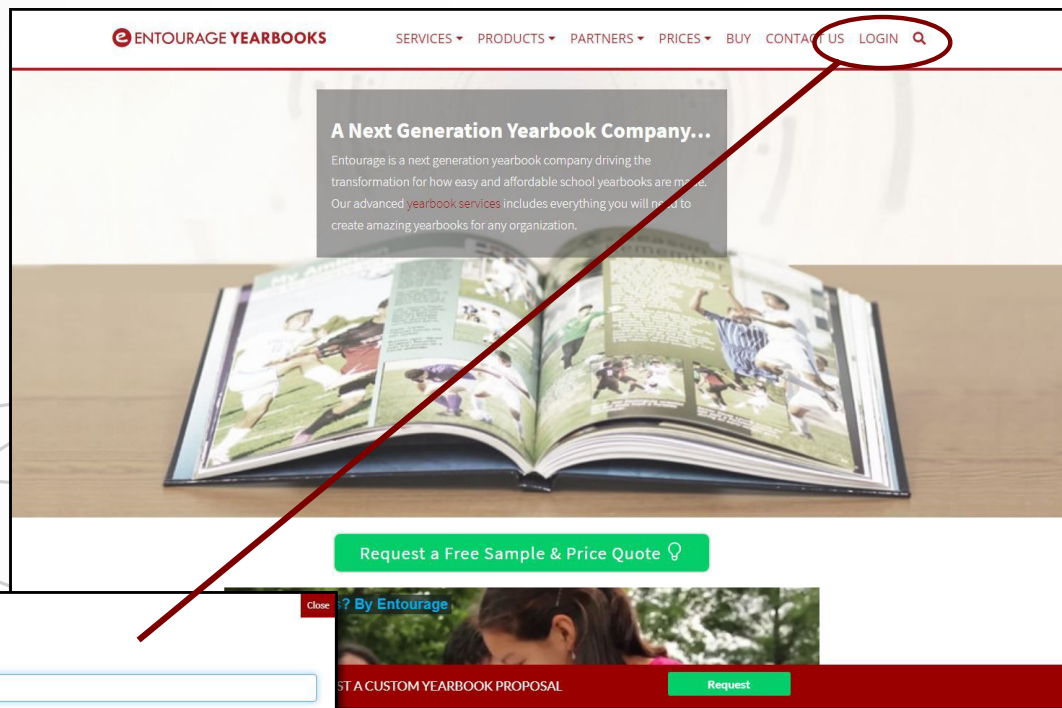 ENTOURAGE YEARBOOKS
SERVICES PRODUCTS PARTNERS PRICES BUY CONTACT US LOGIN
A Next Generation Yearbook Company...
Entourage is a next generation yearbook company driving the
transformation for how easy and affordable school yearbooks are made.
Our advanced yearbook services includes everything you will need to
create amazing yearbooks for any organization.
Remember
Request a Free Sample & Price Quote
Close
s? By Entourage
ST A CUSTOM YEARBOOK PROPOSAL
Request